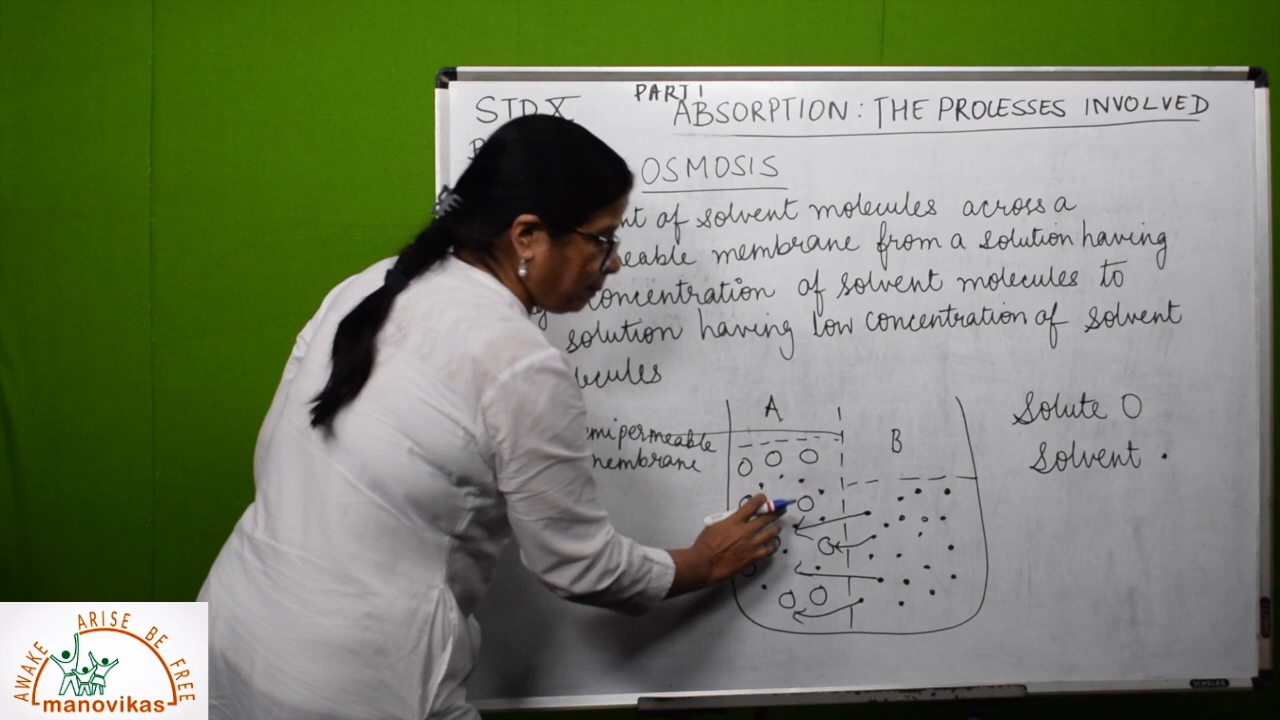 PART 1
STD X
ABSORPTION : THE PROCESSES INVOLVED
OSMOSIS
of solvent molecules across a
membrane from a solution having
concentration of solvent molecules to
solution having low concentration of solvent
A
B
Solute O
membrane
Solvent •
AWAKE ARISE BE FREE
manovikas